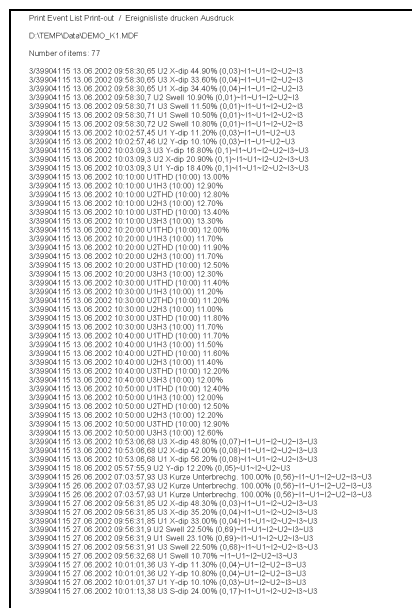 Print Event List Print-out / Ereignisliste drucken Ausdruck
D:\TEMP\Data\DEMO_K1.MDF
Number of items: 77
3/39904115 13.06.2002 09:58:30,65 U2 X-dip 44.90% (0,03)~I1~U1~I2~U2~I3
3/39904115 13.06.2002 09:58:30,65 U3 X-dip 33.60% (0,04)~I1~U1~I2~U2~I3
3/39904115 13.06.2002 09:58:30,65 U1 X-dip 34.40% (0,04)~I1~U1~I2~U2~I3
3/39904115 13.06.2002 09:58:30,7 U2 Swell 10.90% (0,01)~I1~U1~I2~U2~I3
3/39904115 13.06.2002 09:58:30,71 U3 Swell 11.50% (0,01)~I1~U1~I2~U2~I3
3/39904115 13.06.2002 09:58:30,71 U1 Swell 10.50% (0,01)~I1~U1~I2~U2~I3
3/39904115 13.06.2002 09:58:30,72 U2 Swell 10.80% (0,01)~I1~U1~I2~U2~I3
3/39904115 13.06.2002 10:02:57,45 U1 Y-dip 11.20% (0,03)~I1~U1~I2~U2~U3
3/39904115 13.06.2002 10:02:57,46 U2 Y-dip 10.10% (0,03)~I1~U1~I2~U2~U3
3/39904115 13.06.2002 10:03:09,3 U3 Y-dip 16.80% (0,1)~I1~U1~I2~U2~I3~U3
3/39904115 13.06.2002 10:03:09,3 U2 X-dip 20.90% (0,1)~I1~U1~I2~U2~I3~U3
3/39904115 13.06.2002 10:03:09,3 U1 Y-dip 18.40% (0,1)~I1~U1~I2~U2~I3~U3
3/39904115 13.06.2002 10:10:00 U1THD (10:00) 13.00%
3/39904115 13.06.2002 10:10:00 U1H3 (10:00) 12.90%
3/39904115 13.06.2002 10:10:00 U2THD (10:00) 12.80%
3/39904115 13.06.2002 10:10:00 U2H3 (10:00) 12.70%
3/39904115 13.06.2002 10:10:00 U3THD (10:00) 13.40%
3/39904115 13.06.2002 10:10:00 U3H3 (10:00) 13.30%
3/39904115 13.06.2002 10:20:00 U1THD (10:00) 12.00%
3/39904115 13.06.2002 10:20:00 U1H3 (10:00) 11.70%
3/39904115 13.06.2002 10:20:00 U2THD (10:00) 11.90%
3/39904115 13.06.2002 10:20:00 U2H3 (10:00) 11.70%
3/39904115 13.06.2002 10:20:00 U3THD (10:00) 12.50%
3/39904115 13.06.2002 10:20:00 U3H3 (10:00) 12.30%
3/39904115 13.06.2002 10:30:00 U1THD (10:00) 11.40%
3/39904115 13.06.2002 10:30:00 U1H3 (10:00) 11.20%
3/39904115 13.06.2002 10:30:00 U2THD (10:00) 11.20%
3/39904115 13.06.2002 10:30:00 U2H3 (10:00) 11.00%
3/39904115 13.06.2002 10:30:00 U3THD (10:00) 11.80%
3/39904115 13.06.2002 10:30:00 U3H3 (10:00) 11.70%
3/39904115 13.06.2002 10:40:00 U1THD (10:00) 11.70%
3/39904115 13.06.2002 10:40:00 U1H3 (10:00) 11.50%
3/39904115 13.06.2002 10:40:00 U2THD (10:00) 11.60%
3/39904115 13.06.2002 10:40:00 U2H3 (10:00) 11.40%
3/39904115 13.06.2002 10:40:00 U3THD (10:00) 12.20%
3/39904115 13.06.2002 10:40:00 U3H3 (10:00) 12.00%
3/39904115 13.06.2002 10:50:00 U1THD (10:00) 12.40%
3/39904115 13.06.2002 10:50:00 U1H3 (10:00) 12.00%
3/39904115 13.06.2002 10:50:00 U2THD (10:00) 12.50%
3/39904115 13.06.2002 10:50:00 U2H3 (10:00) 12.20%
3/39904115 13.06.2002 10:50:00 U3THD (10:00) 12.90%
3/39904115 13.06.2002 10:50:00 U3H3 (10:00) 12.60%
3/39904115 13.06.2002 10:53:06,68 U3 X-dip 48.80% (0,07)~I1~U1~I2~U2~I3~U3
3/39904115 13.06.2002 10:53:06,68 U2 X-dip 42.00% (0,08)~I1~U1~I2~U2~I3~U3
3/39904115 13.06.2002 10:53:06,68 U1 X-dip 56.20% (0,08)~I1~U1~I2~U2~I3~U3
3/39904115 18.06.2002 05:57:55,9 U2 Y-dip 12.20% (0,05)~U1~I2~U2~U3
3/39904115 26.06.2002 07:03:57,93 U3 Kurze Unterbrechg. 100.00% (0,56)~I1~U1~I2~U2~I3~U3
3/39904115 26.06.2002 07:03:57,93 U2 Kurze Unterbrechg. 100.00% (0,56)~I1~U1~I2~U2~I3~U3
3/39904115 26.06.2002 07:03:57,93 U1 Kurze Unterbrechg. 100.00% (0,56)~I1~U1~I2~U2~I3~U3
3/39904115 27.06.2002 09:56:31,85 U2 X-dip 48.30% (0,03)~I1~U1~I2~U2~I3~U3
3/39904115 27.06.2002 09:56:31,85 U3 X-dip 35.20% (0,04)~I1~U1~I2~U2~I3~U3
3/39904115 27.06.2002 09:56:31,85 U1 X-dip 33.00% (0,04)~I1~U1~I2~U2~I3~U3
3/39904115 27.06.2002 09:56:31,9 U2 Swell 22.50% (0,69)~I1~U1~I2~U2~I3~U3
3/39904115 27.06.2002 09:56:31,9 U1 Swell 23.10% (0,69)~I1~U1~I2~U2~I3~U3
3/39904115 27.06.2002 09:56:31,91 U3 Swell 22.50% (0,68)~I1~U1~I2~U2~I3~U3
3/39904115 27.06.2002 09:56:32,68 U1 Swell 10.70% ~I1~U1~I2~U2~I3~U3
3/39904115 27.06.2002 10:01:01,36 U3 Y-dip 11.30% (0,04)~U1~I2~U2~I3~U3
3/39904115 27.06.2002 10:01:01,36 U2 Y-dip 10.80% (0,04)~U1~I2~U2~I3~U3
3/39904115 27.06.2002 10:01:01,37 U1 Y-dip 10.10% (0,03)~U1~I2~U2~I3~U3
3/39904115 27.06.2002 10:01:13,38 U3 S-dip 24.00% (0,17)~I1~U1~I2~U2~I3~U3